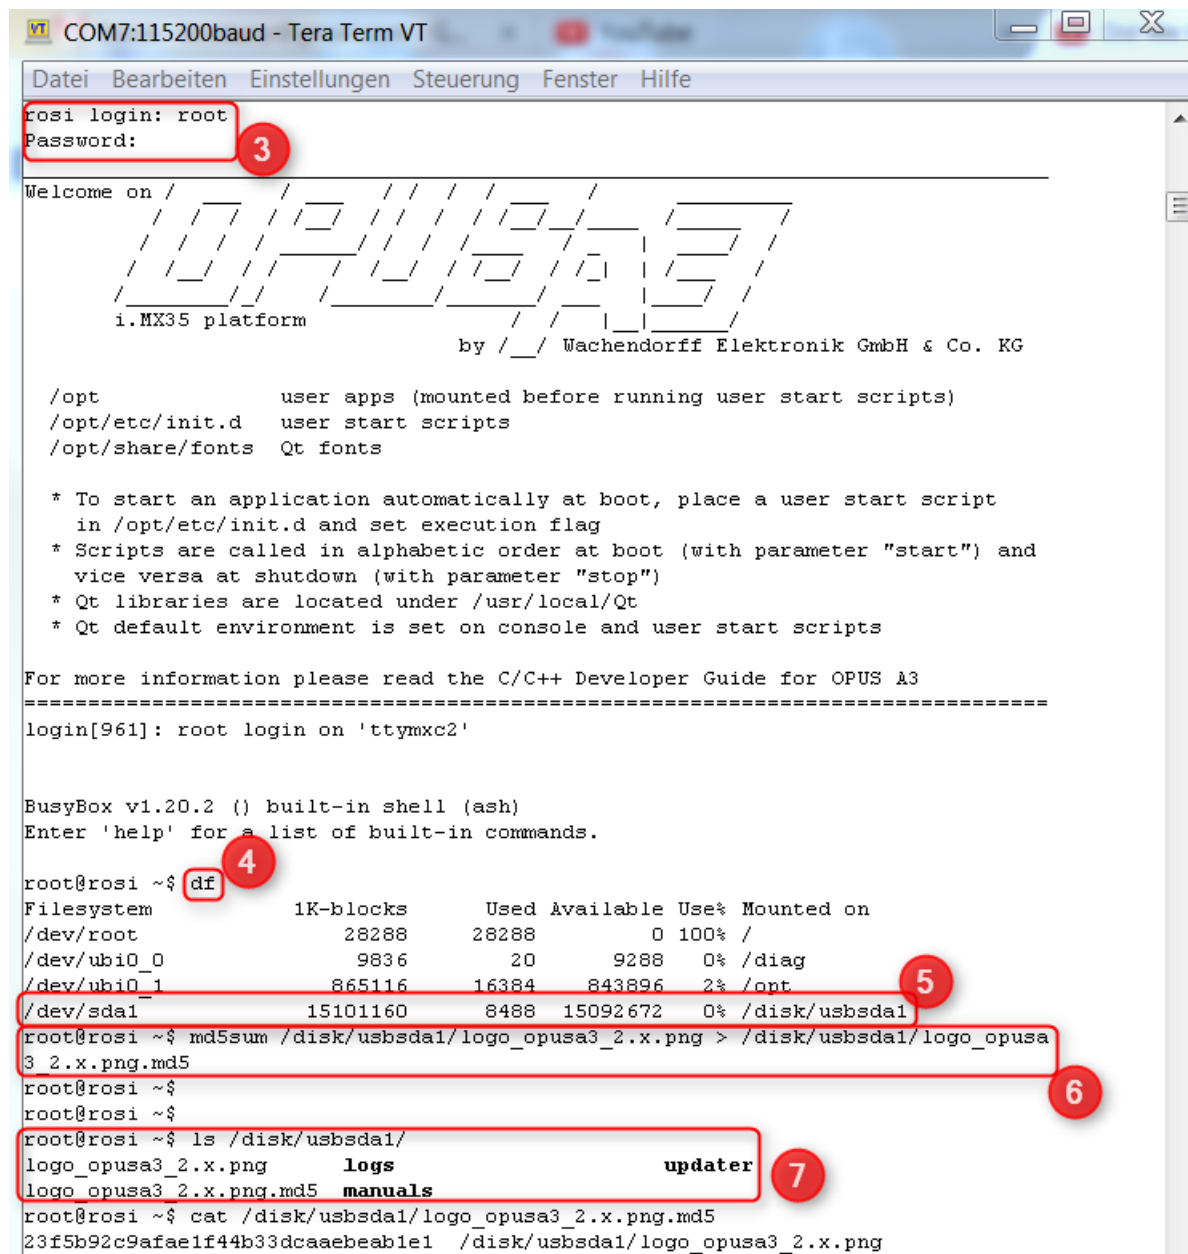 COM7:115200baud - Tera Term VT
YouTube
Datei Bearbeiten Einstellungen Steuerung Fenster Hilfe
rosi login: root
Password:
3
Welcome on
OPUSA3
i.MX35 platform
by Wachendorff Elektronik GmbH & Co. KG
/opt user apps (mounted before running user start scripts)
/opt/etc/init.d user start scripts
/opt/share/fonts Qt fonts
* To start an application automatically at boot, place a user start script
in /opt/etc/init.d and set execution flag
* Scripts are called in alphabetic order at boot (with parameter "start") and
vice versa at shutdown (with parameter "stop")
* Qt libraries are located under /usr/local/Qt
* Qt default environment is set on console and user start scripts
For more information please read the C/C++ Developer Guide for OPUS A3
================================================================================
login[961]: root login on 'ttymxc2'
BusyBox v1.20.2 () built-in shell (ash)
Enter 'help' for a list of built-in commands.
4
root@rosi ~$ df
Filesystem 1K-blocks Used Available Use% Mounted on
/dev/root 28288 28288 0 100% /
/dev/ubi0_0 9836 20 9288 0% /diag
/dev/ubi0_1 865116 16384 843896 2% /opt
5
/dev/sda1 15101160 8488 15092672 0% /disk/usbsda1
root@rosi ~$ md5sum /disk/usbsda1/logo_opusa3_2.x.png > /disk/usbsda1/logo_opusa
3_2.x.png.md5
6
root@rosi ~$
root@rosi ~$
root@rosi ~$ ls /disk/usbsda1/
logo_opusa3_2.x.png logs updater
7
logo_opusa3_2.x.png.md5 manuals
root@rosi ~$ cat /disk/usbsda1/logo_opusa3_2.x.png.md5
23f5b92c9afae1f44b33dcaaebeab1e1 /disk/usbsda1/logo_opusa3_2.x.png